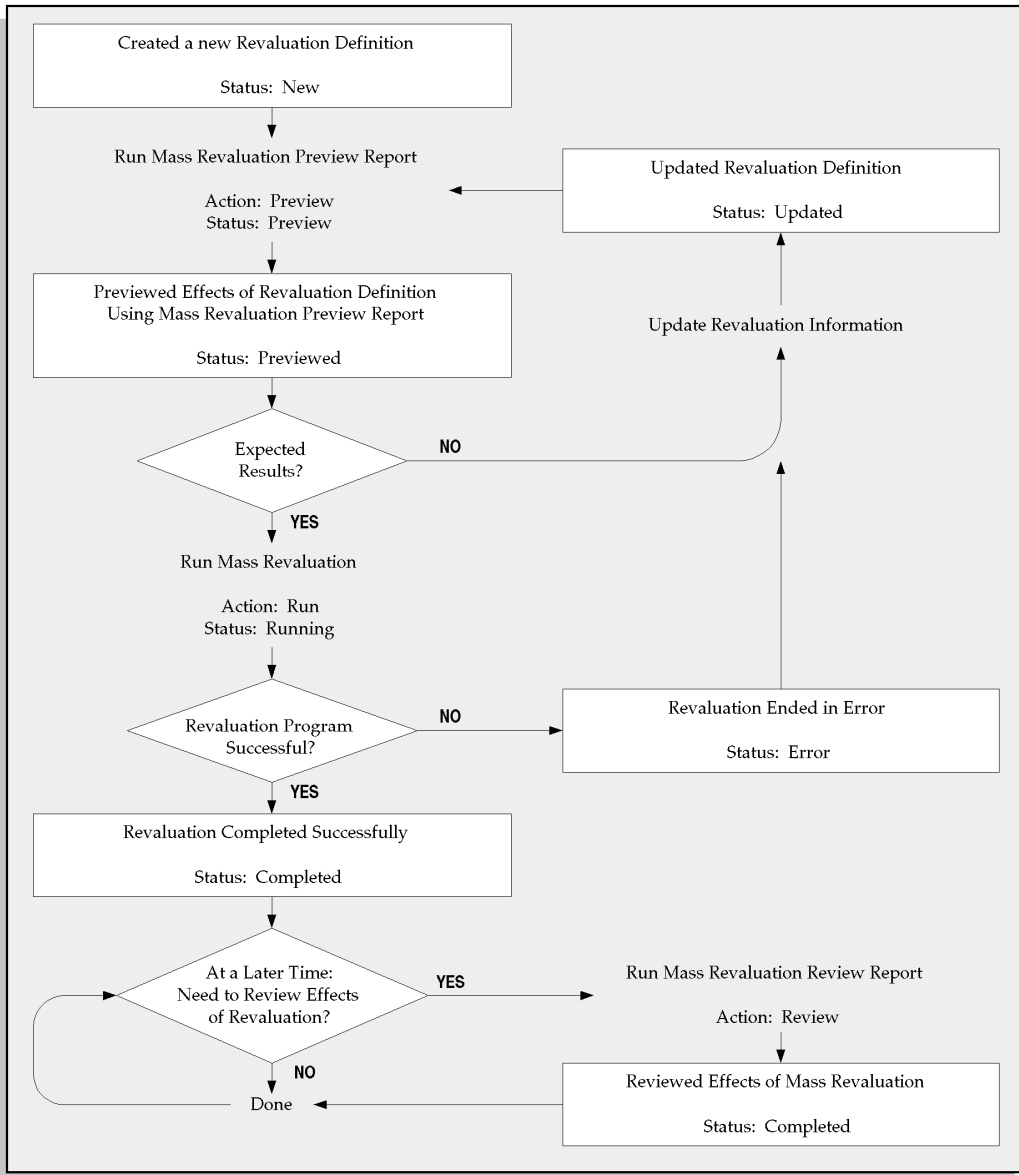 Created a new Revaluation Definition
Status: New
Run Mass Revaluation Preview Report
Action: Preview
Status: Preview
Updated Revaluation Definition
Status: Updated
Previewed Effects of Revaluation Definition
Using Mass Revaluation Preview Report
Status: Previewed
Update Revaluation Information
Expected
Results?
NO
YES
Run Mass Revaluation
Action: Run
Status: Running
Revaluation Program
Successful?
NO
Revaluation Ended in Error
Status: Error
YES
Revaluation Completed Successfully
Status: Completed
At a Later Time:
Need to Review Effects
of Revaluation?
YES
Run Mass Revaluation Review Report
Action: Review
NO
Done
Reviewed Effects of Mass Revaluation
Status: Completed